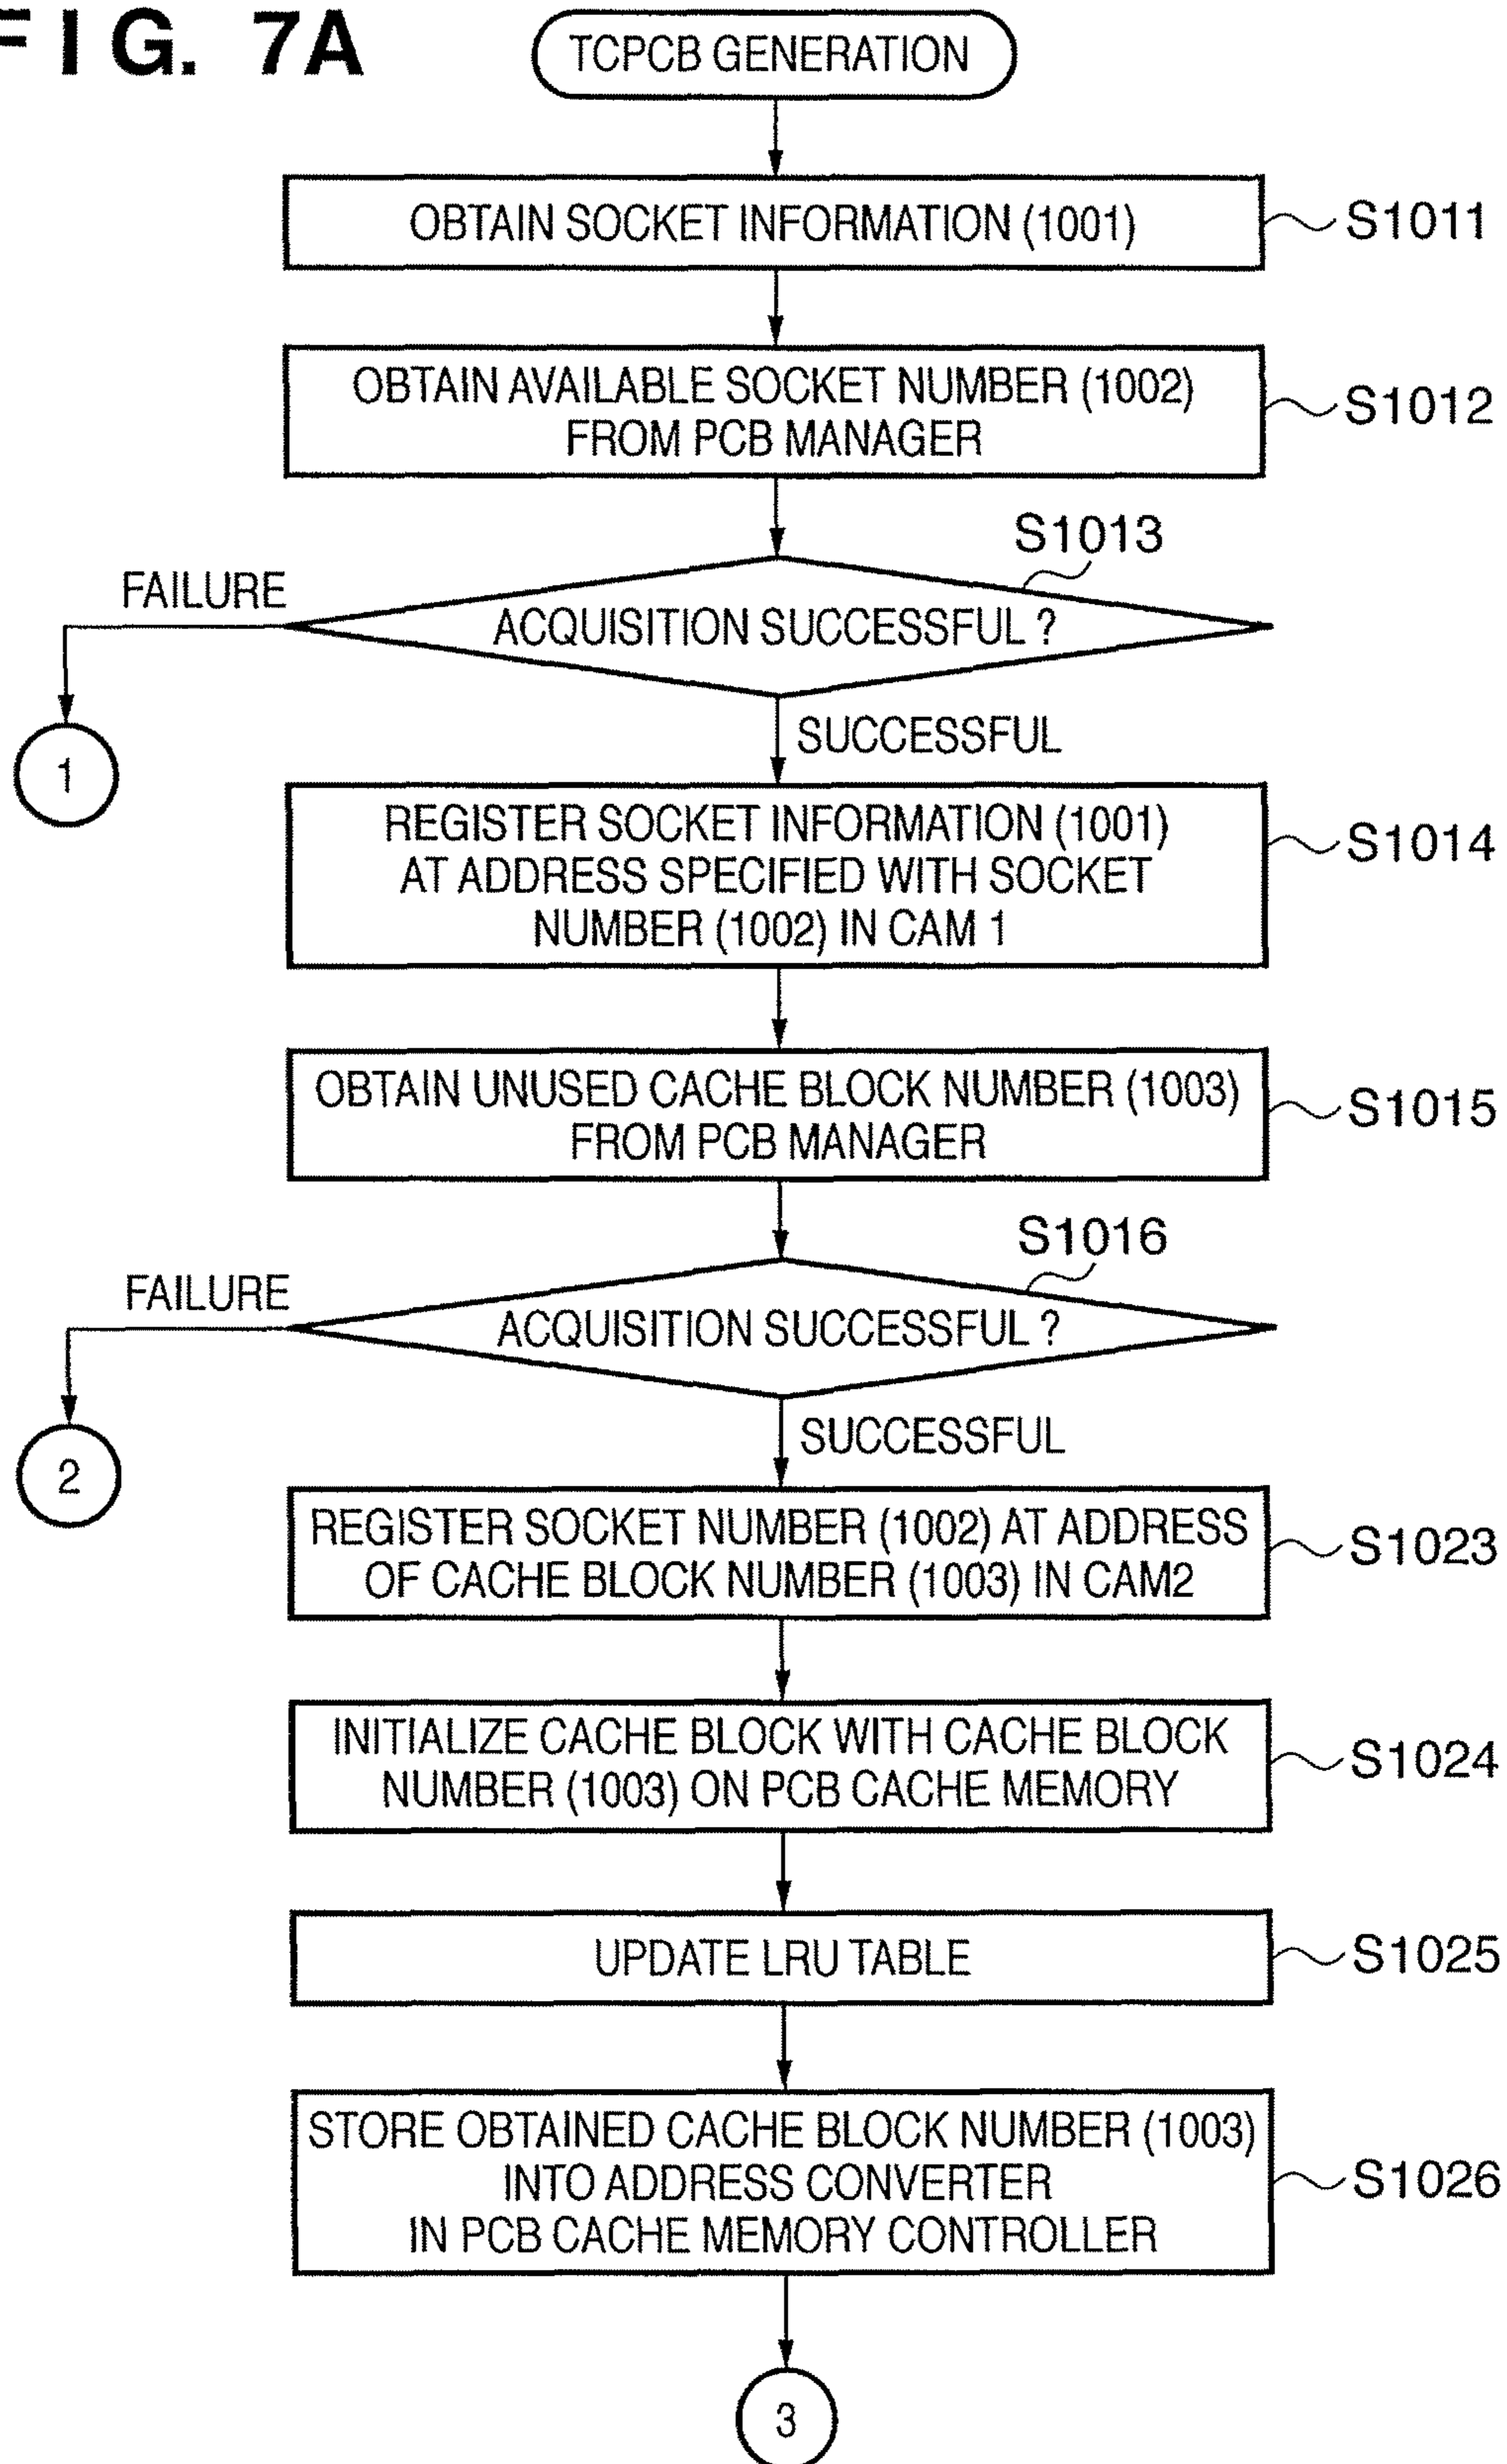 FIG. 7A
TCPCB GENERATION
OBTAIN SOCKET INFORMATION (1001)
S1011
OBTAIN AVAILABLE SOCKET NUMBER (1002)
FROM PCB MANAGER
S1012
S1013
FAILURE
ACQUISITION SUCCESSFUL ?
SUCCESSFUL
1
REGISTER SOCKET INFORMATION (1001)
AT ADDRESS SPECIFIED WITH SOCKET
NUMBER (1002) IN CAM 1
S1014
OBTAIN UNUSED CACHE BLOCK NUMBER (1003)
FROM PCB MANAGER
S1015
S1016
FAILURE
ACQUISITION SUCCESSFUL ?
SUCCESSFUL
2
REGISTER SOCKET NUMBER (1002) AT ADDRESS
OF CACHE BLOCK NUMBER (1003) IN CAM2
S1023
INITIALIZE CACHE BLOCK WITH CACHE BLOCK
NUMBER (1003) ON PCB CACHE MEMORY
S1024
UPDATE LRU TABLE
S1025
STORE OBTAINED CACHE BLOCK NUMBER (1003)
INTO ADDRESS CONVERTER
IN PCB CACHE MEMORY CONTROLLER
S1026
3